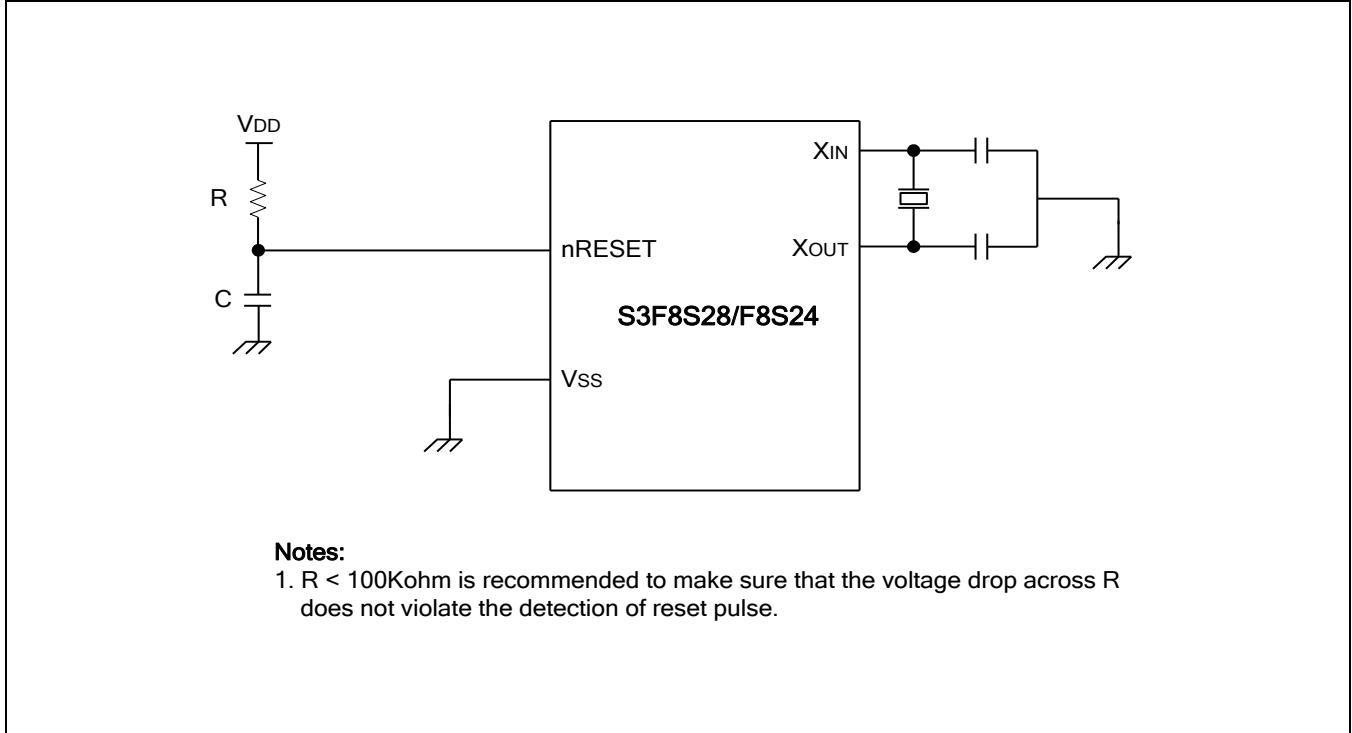 VDD
R
C
nRESET
VSS
XIN
XOUT
S3F8S28/F8S24
Notes:
1. R < 100Kohm is recommended to make sure that the voltage drop across R
does not violate the detection of reset pulse.